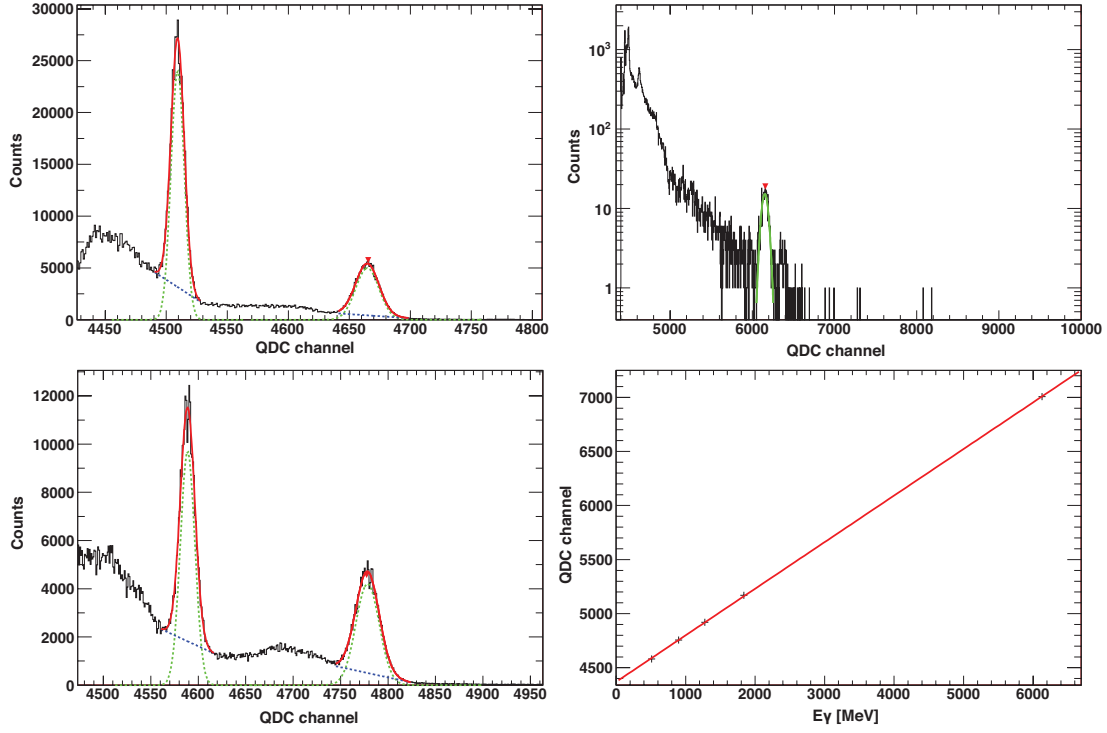 30000
25000
20000
15000
10000
5000
0
Counts
4450 4500 4550 4600 4650 4700 4750 4800
QDC channel
10³
10²
10
1
Counts
5000 6000 7000 8000 9000 10000
QDC channel
12000
10000
8000
6000
4000
2000
0
Counts
4500 4550 4600 4650 4700 4750 4800 4850 4900 4950
QDC channel
7000
6500
6000
5500
5000
4500
QDC channel
0 1000 2000 3000 4000 5000 6000
Eγ [MeV]